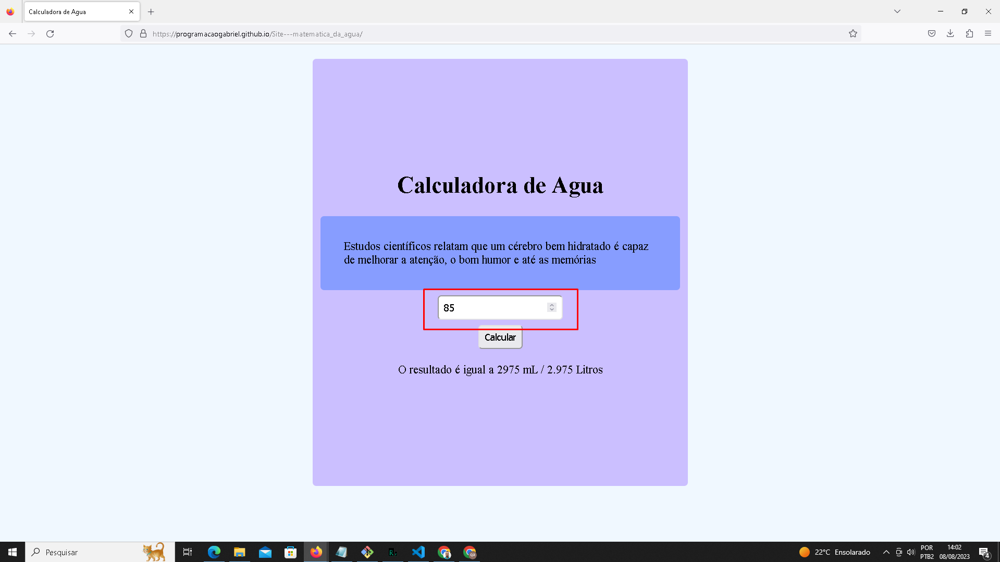 Calculadora de Agua
https://programacaogabriel.github.io/Site---matematica_da_agua/
Calculadora de Agua
Estudos científicos relatam que um cérebro bem hidratado é capaz
de melhorar a atenção, o bom humor e até as memórias
85
Calcular
O resultado é igual a 2975 mL / 2.975 Litros
Pesquisar
22°C Ensolarado
POR
PTB2
14:02
08/08/2023
4